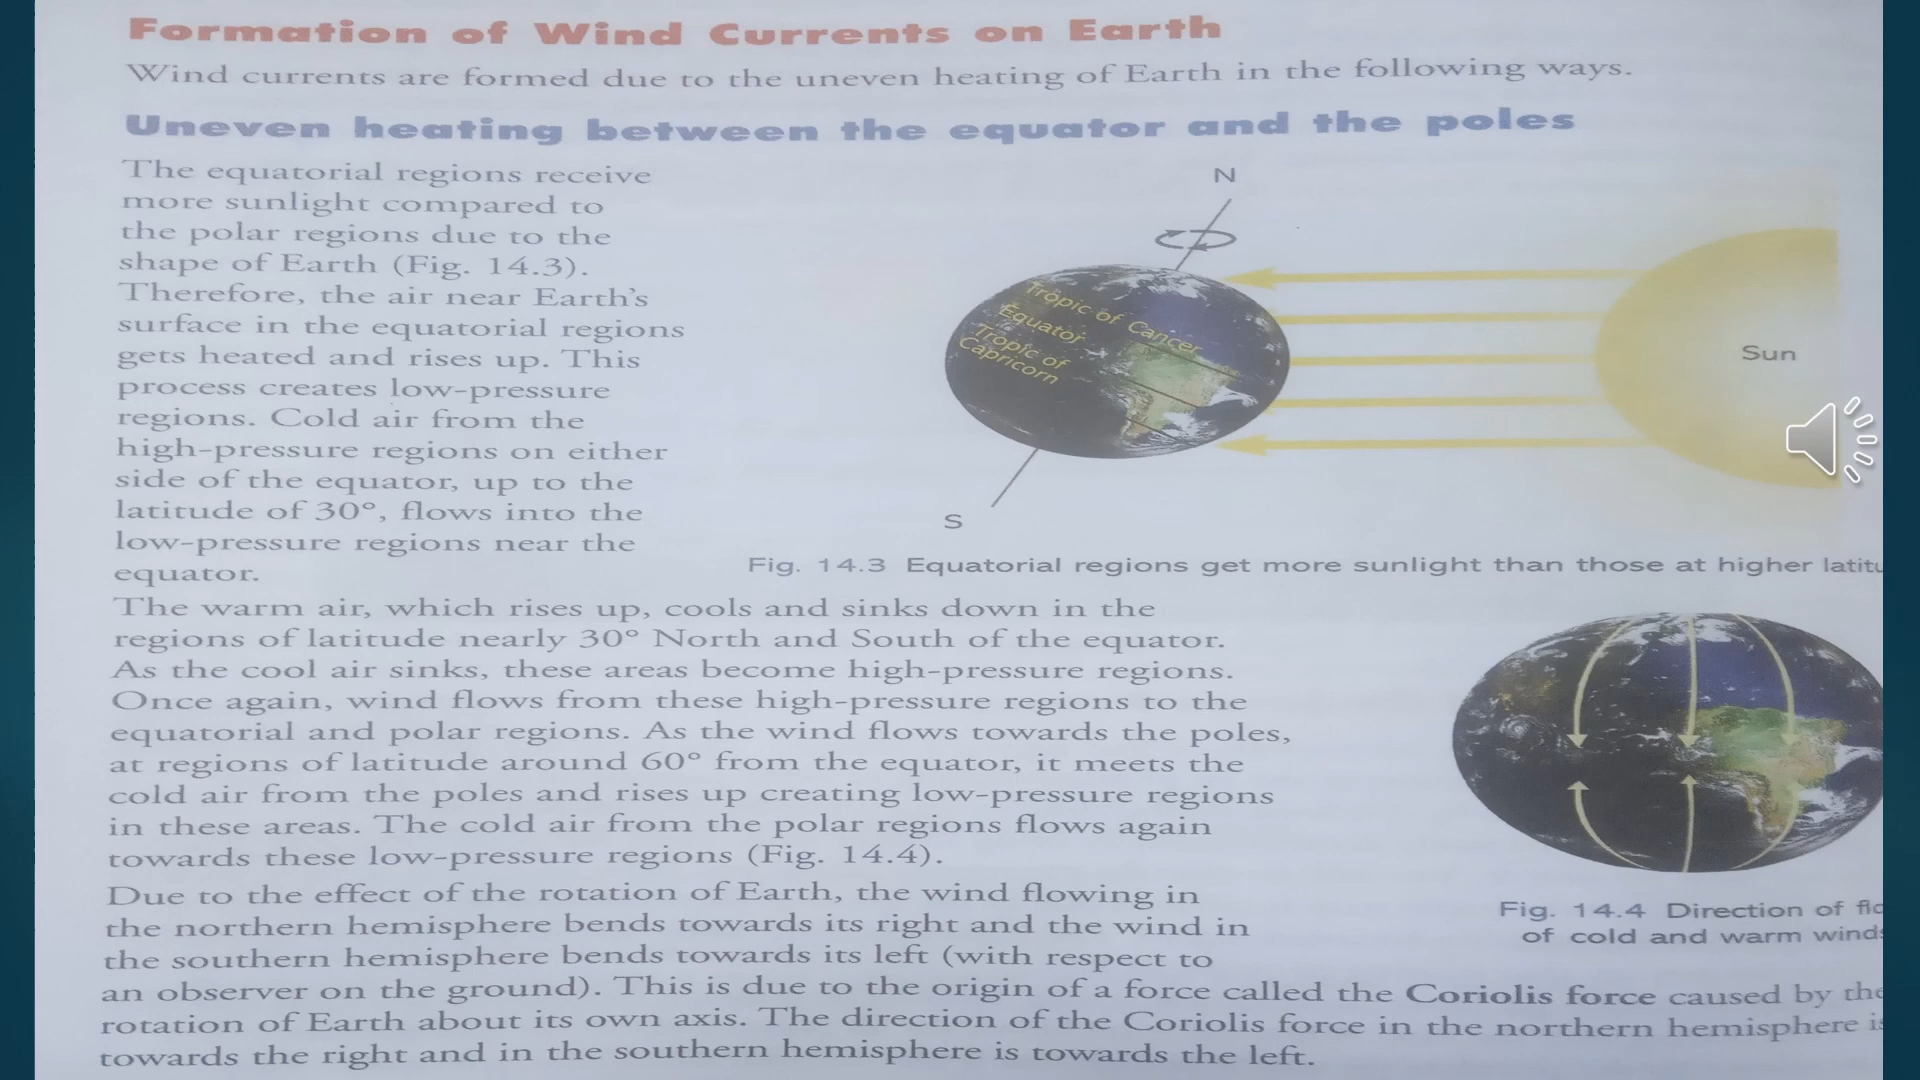 Formation of Wind Currents on Earth
Wind currents are formed due to the uneven heating of Earth in the following ways.
Uneven heating between the equator and the poles
The equatorial regions receive
more sunlight compared to
the polar regions due to the
shape of Earth (Fig. 14.3).
Therefore, the air near Earth's
surface in the equatorial regions
gets heated and rises up. This
process creates low-pressure
regions. Cold air from the
high-pressure regions on either
side of the equator, up to the
latitude of 30°, flows into the
low-pressure regions near the
equator.
N
Tropic of Cancer
Equator
Tropic of
Capricorn
Sun
S
Fig. 14.3 Equatorial regions get more sunlight than those at higher latitu
The warm air, which rises up, cools and sinks down in the
regions of latitude nearly 30° North and South of the equator.
As the cool air sinks, these areas become high-pressure regions.
Once again, wind flows from these high-pressure regions to the
equatorial and polar regions. As the wind flows towards the poles,
at regions of latitude around 60° from the equator, it meets the
cold air from the poles and rises up creating low-pressure regions
in these areas. The cold air from the polar regions flows again
towards these low-pressure regions (Fig. 14.4).
Due to the effect of the rotation of Earth, the wind flowing in
the northern hemisphere bends towards its right and the wind in
the southern hemisphere bends towards its left (with respect to
an observer on the ground). This is due to the origin of a force called the Coriolis force caused by the
rotation of Earth about its own axis. The direction of the Coriolis force in the northern hemisphere is
towards the right and in the southern hemisphere is towards the left.
Fig. 14.4 Direction of flo
of cold and warm winds